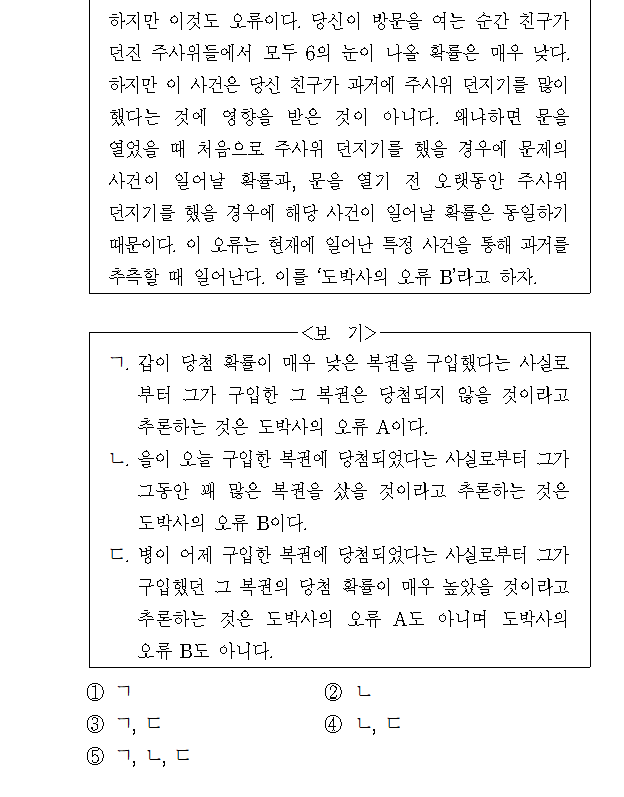 하지만 이것도 오류이다. 당신이 방문을 여는 순간 친구가
던진 주사위들에서 모두 6의 눈이 나올 확률은 매우 낮다.
하지만 이 사건은 당신 친구가 과거에 주사위 던지기를 많이
했다는 것에 영향을 받은 것이 아니다. 왜냐하면 문을
열었을 때 처음으로 주사위 던지기를 했을 경우에 문제의
사건이 일어날 확률과, 문을 열기 전 오랫동안 주사위
던지기를 했을 경우에 해당 사건이 일어날 확률은 동일하기
때문이다. 이 오류는 현재에 일어난 특정 사건을 통해 과거를
추측할 때 일어난다. 이를 ‘도박사의 오류 B’라고 하자.
<보 기>
ㄱ. 갑이 당첨 확률이 매우 낮은 복권을 구입했다는 사실로
부터 그가 구입한 그 복권은 당첨되지 않을 것이라고
추론하는 것은 도박사의 오류 A이다.
ㄴ. 을이 오늘 구입한 복권에 당첨되었다는 사실로부터 그가
그동안 꽤 많은 복권을 샀을 것이라고 추론하는 것은
도박사의 오류 B이다.
ㄷ. 병이 어제 구입한 복권에 당첨되었다는 사실로부터 그가
구입했던 그 복권의 당첨 확률이 매우 높았을 것이라고
추론하는 것은 도박사의 오류 A도 아니며 도박사의
오류 B도 아니다.
① ㄱ ② ㄴ
③ ㄱ, ㄷ ④ ㄴ, ㄷ
⑤ ㄱ, ㄴ, ㄷ